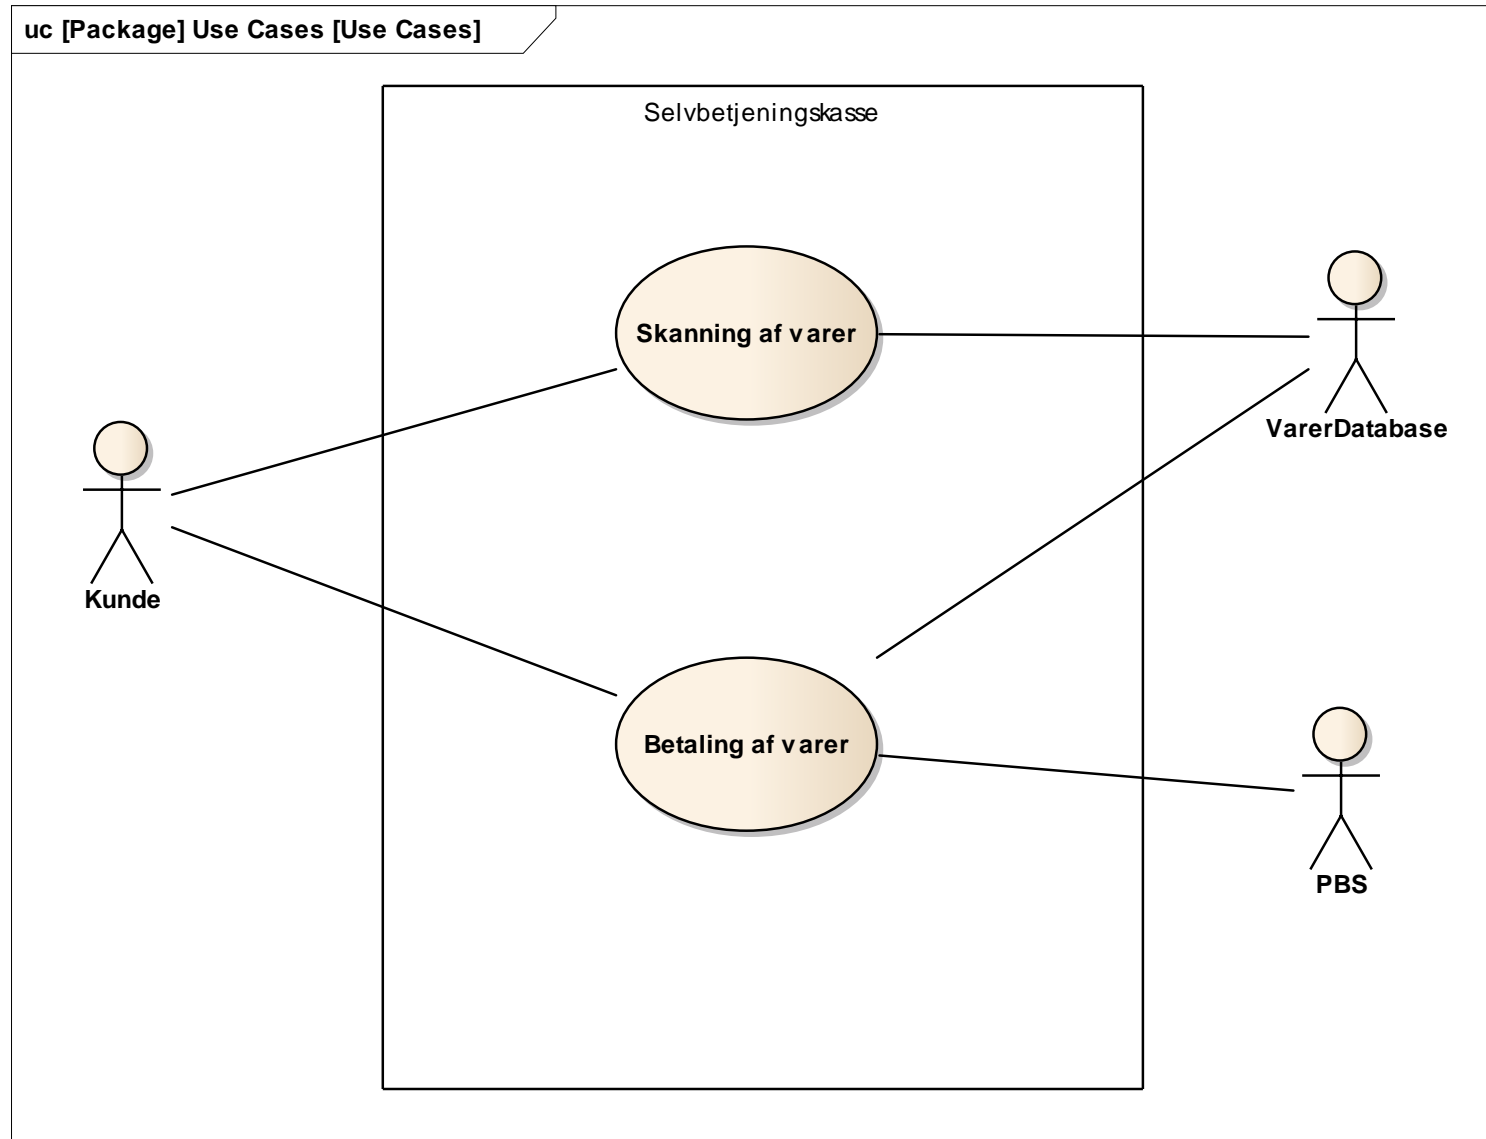 uc [Package] Use Cases [Use Cases]
Selvbetjeningskasse
Skanning af varer
VarerDatabase
Kunde
Betaling af varer
PBS